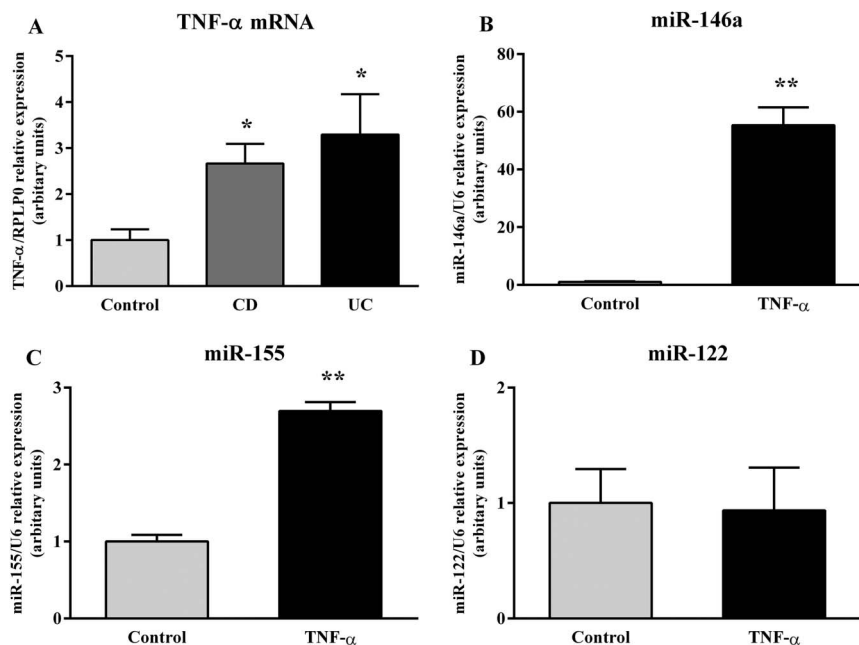 A
TNF-α mRNA
TNF-α/RPLP0 relative expression
(arbitary units)
5
4
3
2
1
0
*
*
Control
CD
UC
B
miR-146a
miR-146a/U6 relative expression
(arbitary units)
80
60
40
20
0
**
Control
TNF-α
C
miR-155
miR-155/U6 relative expression
(arbitary units)
3
2
1
0
**
Control
TNF-α
D
miR-122
miR-122/U6 relative expression
(arbitary units)
2
1
0
Control
TNF-α